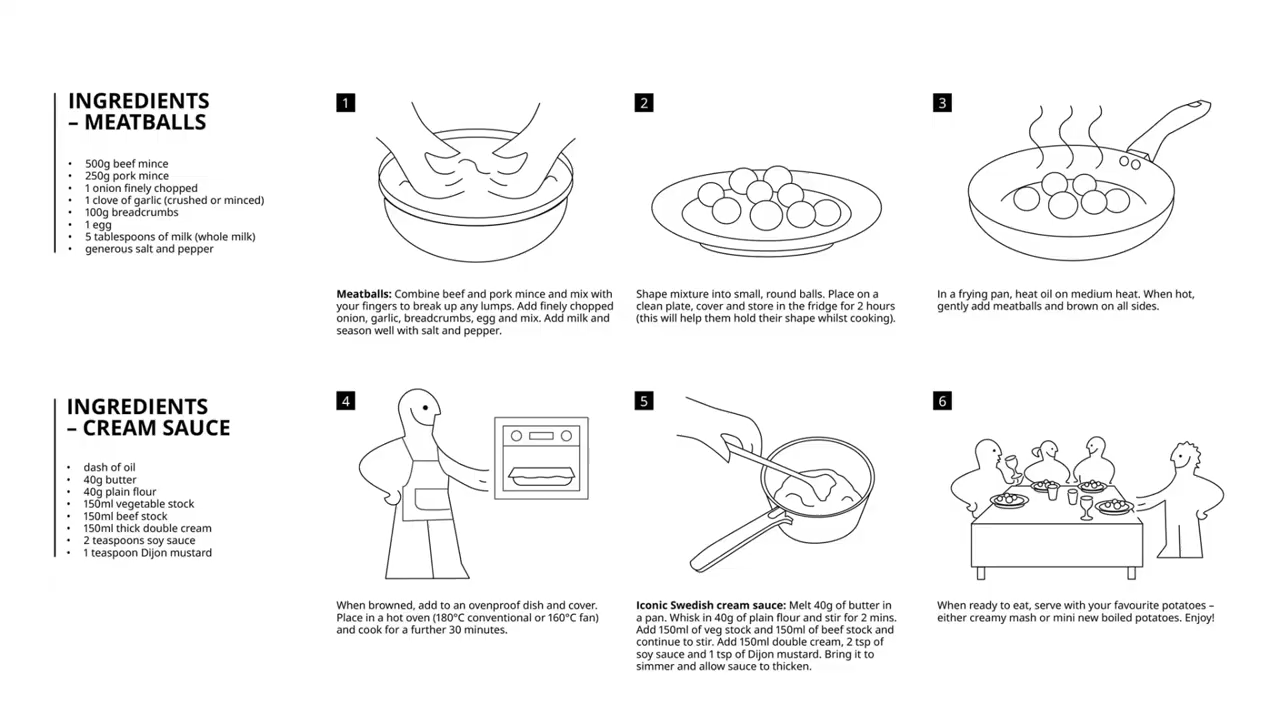 INGREDIENTS
– MEATBALLS
• 500g beef mince
• 250g pork mince
• 1 onion finely chopped
• 1 clove of garlic (crushed or minced)
• 100g breadcrumbs
• 1 egg
• 5 tablespoons of milk (whole milk)
• generous salt and pepper
1
Meatballs: Combine beef and pork mince and mix with
your fingers to break up any lumps. Add finely chopped
onion, garlic, breadcrumbs, egg and mix. Add milk and
season well with salt and pepper.
2
Shape mixture into small, round balls. Place on a
clean plate, cover and store in the fridge for 2 hours
(this will help them hold their shape whilst cooking).
3
In a frying pan, heat oil on medium heat. When hot,
gently add meatballs and brown on all sides.
INGREDIENTS
– CREAM SAUCE
• dash of oil
• 40g butter
• 40g plain flour
• 150ml vegetable stock
• 150ml beef stock
• 150ml thick double cream
• 2 teaspoons soy sauce
• 1 teaspoon Dijon mustard
4
When browned, add to an ovenproof dish and cover.
Place in a hot oven (180°C conventional or 160°C fan)
and cook for a further 30 minutes.
5
Iconic Swedish cream sauce: Melt 40g of butter in
a pan. Whisk in 40g of plain flour and stir for 2 mins.
Add 150ml of veg stock and 150ml of beef stock and
continue to stir. Add 150ml double cream, 2 tsp of
soy sauce and 1 tsp of Dijon mustard. Bring it to
simmer and allow sauce to thicken.
6
When ready to eat, serve with your favourite potatoes –
either creamy mash or mini new boiled potatoes. Enjoy!